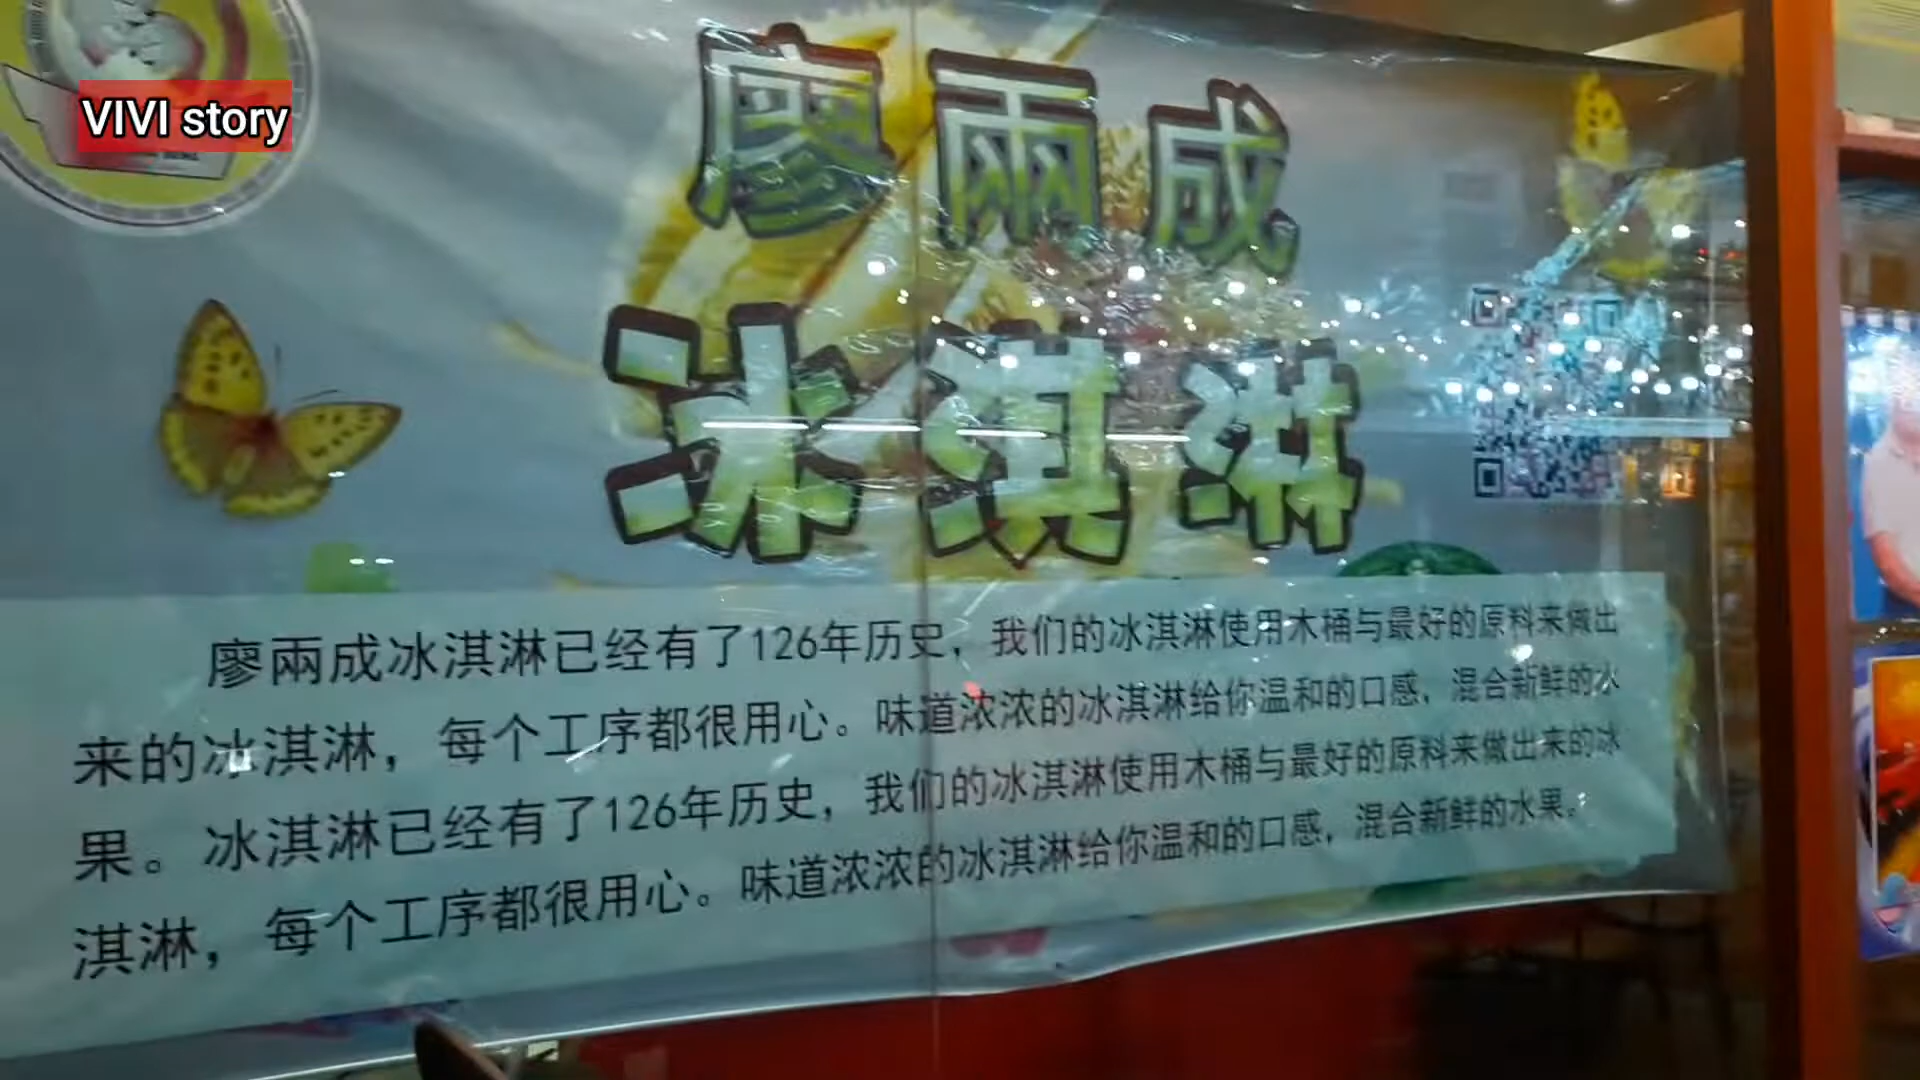 VIVI story
廖兩成
冰淇淋
廖兩成冰淇淋已经有了126年历史，我们的冰淇淋使用木桶与最好的原料来做出
来的冰淇淋，每个工序都很用心。味道浓浓的冰淇淋给你温和的口感，混合新鲜的水
果。冰淇淋已经有了126年历史，我们的冰淇淋使用木桶与最好的原料来做出来的冰
淇淋，每个工序都很用心。味道浓浓的冰淇淋给你温和的口感，混合新鲜的水果。